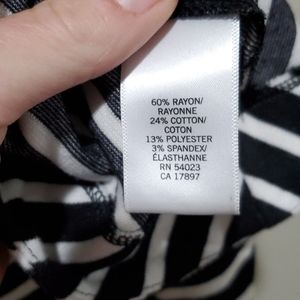 60% RAYON/
RAYONNE
24% COTTON/
COTON
13% POLYESTER
3% SPANDEX/
ÉLASTHANNE
RN 54023
CA 17897